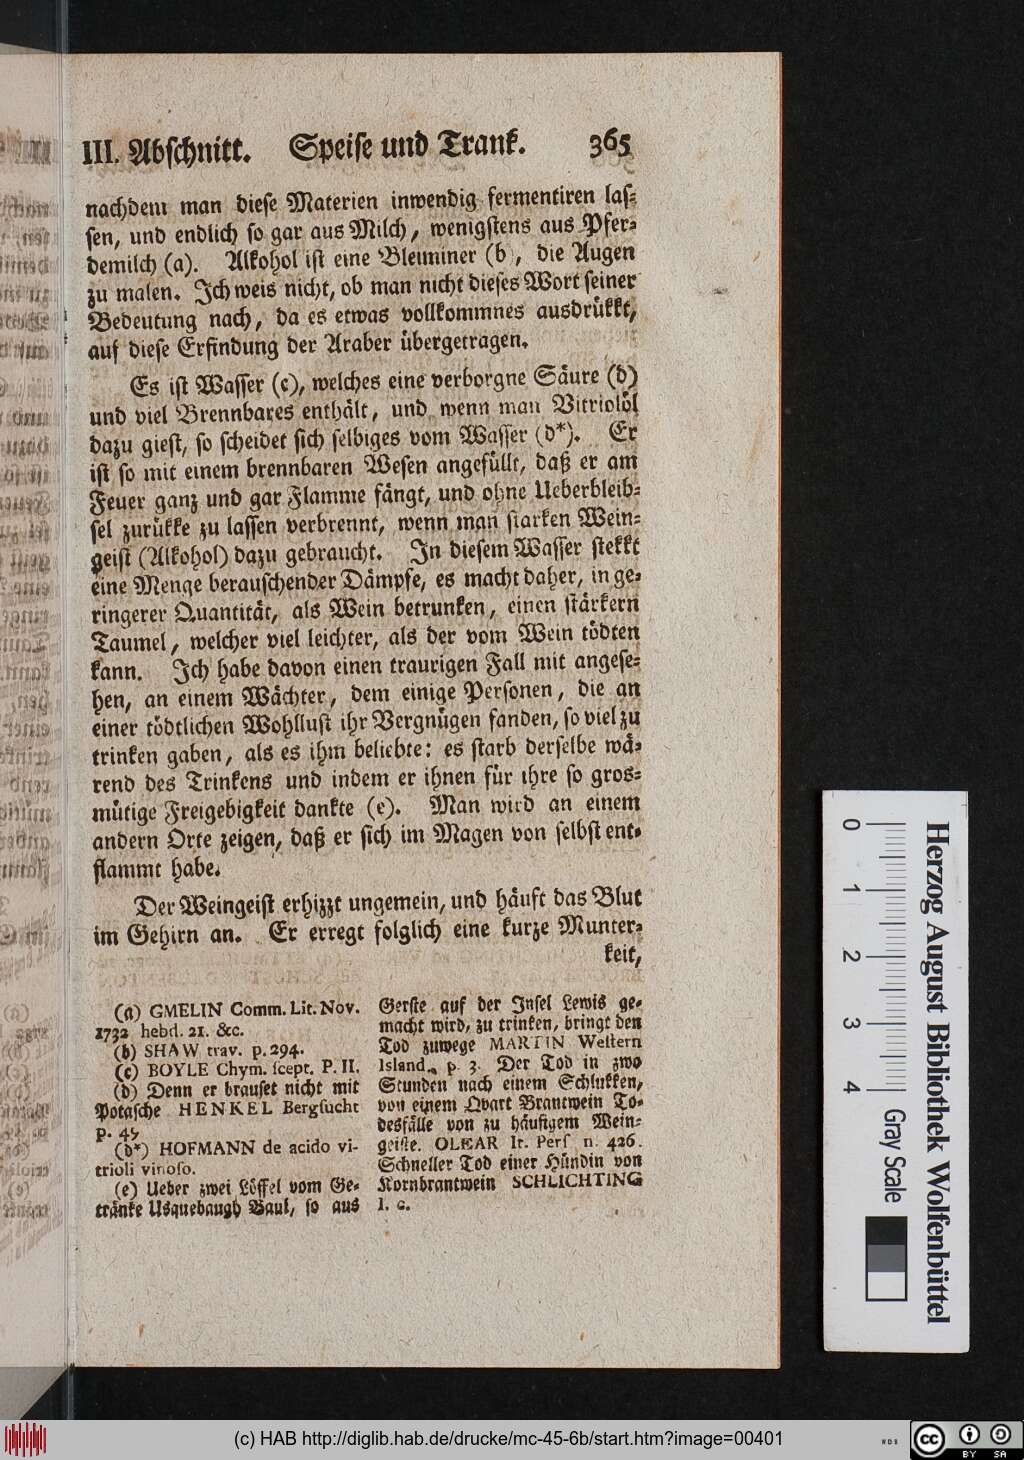 III. Abschnitt. Speise und Trank. 365
nachdem man diese Materien inwendig fermentiren las-
sen, und endlich so gar aus Milch, wenigstens aus Pfer-
demilch (a). Alkohol ist eine Bleiminer (b), die Augen
zu malen. Ich weis nicht, ob man nicht dieses Wort seiner
Bedeutung nach, da es etwas vollkommnes ausdrükkt,
auf diese Erfindung der Araber übergetragen.
Es ist Wasser (c), welches eine verborgne Säure (d)
und viel Brennbares enthält, und wenn man Vitriolöl
dazu giest, so scheidet sich selbiges vom Wasser (d*). Er
ist so mit einem brennbaren Wesen angefüllt, daß er am
Feuer ganz und gar Flamme fängt, und ohne Ueberbleib-
sel zurükke zu lassen verbrennt, wenn man starken Wein-
geist (Alkohol) dazu gebraucht. In diesem Wasser stekkt
eine Menge berauschender Dämpfe, es macht daher, in ge-
ringerer Quantität, als Wein betrunken, einen stärkern
Taumel, welcher viel leichter, als der vom Wein tödten
kann. Ich habe davon einen traurigen Fall mit angese-
hen, an einem Wächter, dem einige Personen, die an
einer tödtlichen Wohllust ihr Vergnügen fanden, so viel zu
trinken gaben, als es ihm beliebte: es starb derselbe wä-
rend des Trinkens und indem er ihnen für ihre so gros-
mütige Freigebigkeit dankte (e). Man wird an einem
andern Orte zeigen, daß er sich im Magen von selbst ent-
flammt habe.
Der Weingeist erhizzt ungemein, und häuft das Blut
im Gehirn an. Er erregt folglich eine kurze Munter-
keit,
(a) GMELIN Comm. Lit. Nov.
1732 hebd. 21. &c.
(b) SHAW trav. p. 294.
(c) BOYLE Chym. scept. P. II.
(d) Denn er brauset nicht mit
Potasche HENKEL Bergsucht
p. 45
(d*) HOFMANN de acido vi-
trioli vinoso.
(e) Ueber zwei Löffel vom Ge-
tränke Usquebaugh Baul, so aus
Gerste auf der Insel Lewis ge-
macht wird, zu trinken, bringt den
Tod zuwege MARTIN Western
Island., p. 3. Der Tod in zwo
Stunden nach einem Schlukken,
von einem Qvart Brantwein To-
desfälle von zu häufigem Wein-
geiste. OLEAR It. Pers n. 426.
Schneller Tod einer Hündin von
Kornbrantwein SCHLICHTING
l. c.
Herzog August Bibliothek Wolfenbüttel
0 1 2 3 4
Gray Scale
(c) HAB http://diglib.hab.de/drucke/mc-45-6b/start.htm?image=00401
cc BY SA